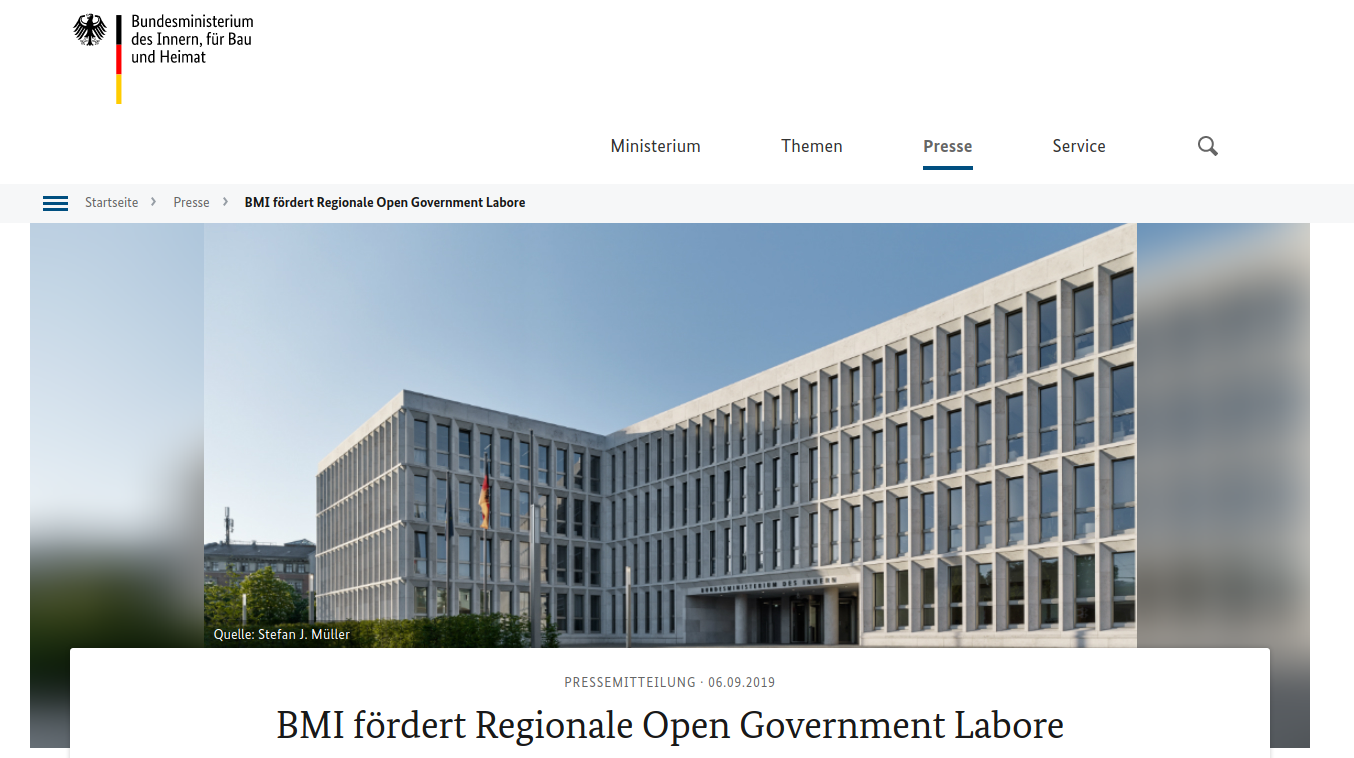 Bundesministerium
des Innern, für Bau
und Heimat
Ministerium Themen Presse Service
Startseite Presse BMI fördert Regionale Open Government Labore
BUNDESMINISTERIUM DES INNERN
Quelle: Stefan J. Müller
PRESSEMITTEILUNG · 06.09.2019
BMI fördert Regionale Open Government Labore